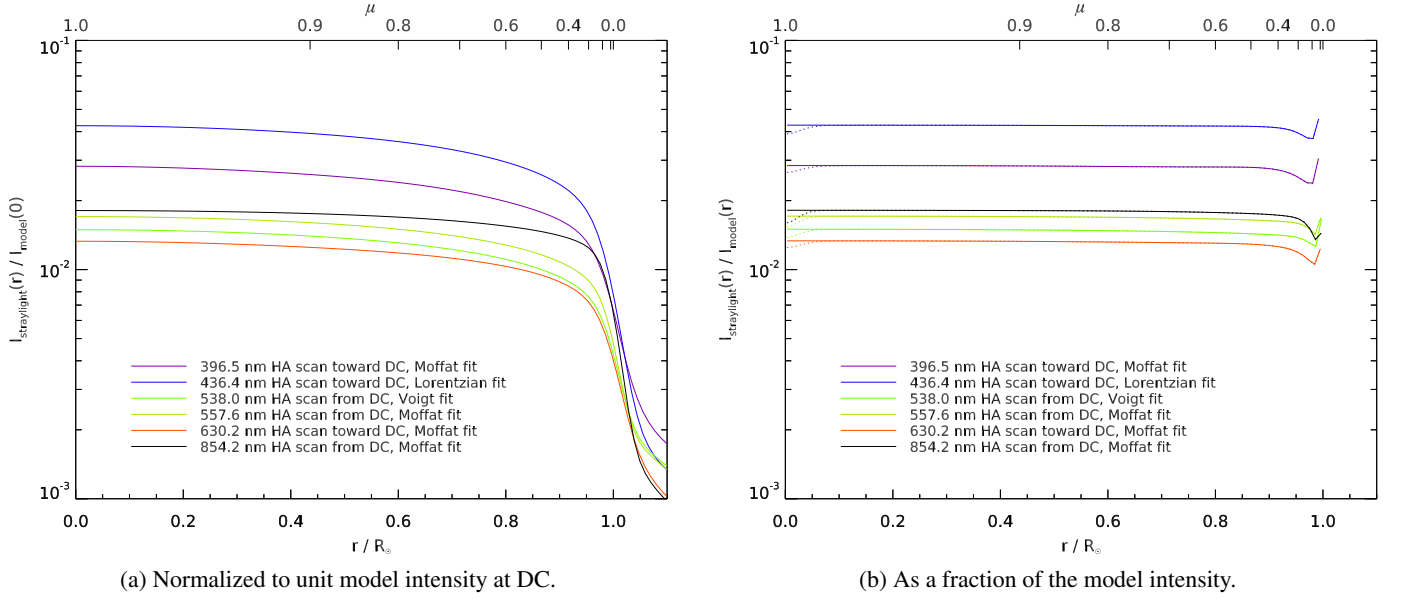 μ
1.0 0.9 0.8 0.6 0.4 0.0
10⁻¹
10⁻²
10⁻³
I_straylight(r) / I_model(0)
396.5 nm HA scan toward DC, Moffat fit
436.4 nm HA scan toward DC, Lorentzian fit
538.0 nm HA scan from DC, Voigt fit
557.6 nm HA scan from DC, Moffat fit
630.2 nm HA scan toward DC, Moffat fit
854.2 nm HA scan from DC, Moffat fit
0.0 0.2 0.4 0.6 0.8 1.0
r / R☉
(a) Normalized to unit model intensity at DC.
μ
1.0 0.9 0.8 0.6 0.4 0.0
10⁻¹
10⁻²
10⁻³
I_straylight(r) / I_model(r)
396.5 nm HA scan toward DC, Moffat fit
436.4 nm HA scan toward DC, Lorentzian fit
538.0 nm HA scan from DC, Voigt fit
557.6 nm HA scan from DC, Moffat fit
630.2 nm HA scan toward DC, Moffat fit
854.2 nm HA scan from DC, Moffat fit
0.0 0.2 0.4 0.6 0.8 1.0
r / R☉
(b) As a fraction of the model intensity.